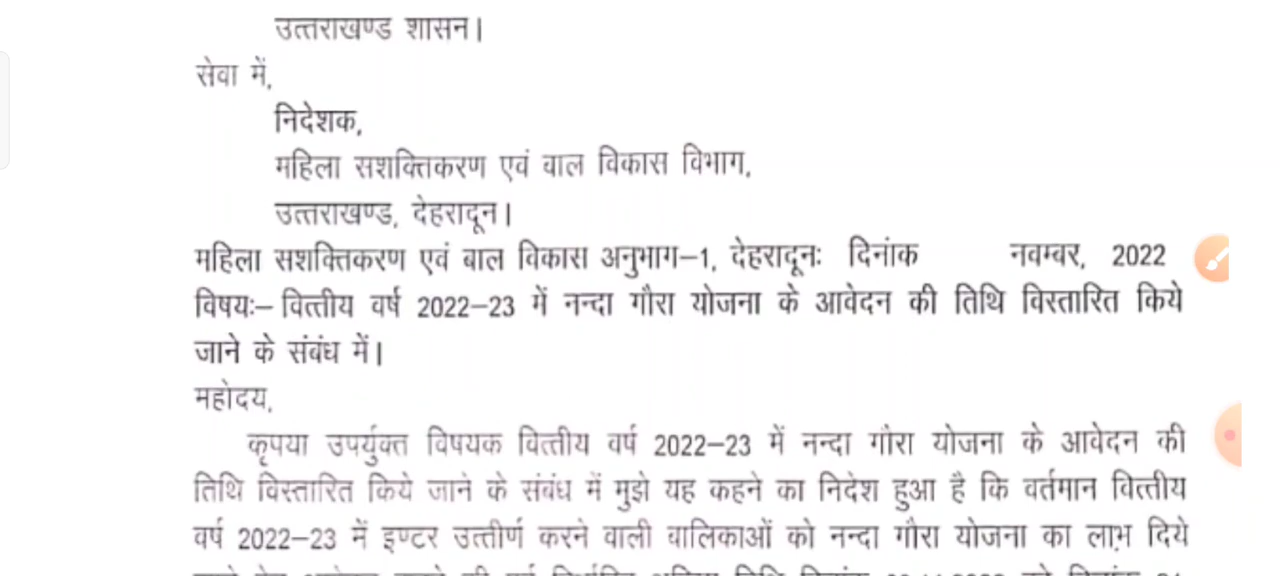 उत्तराखण्ड शासन।
सेवा में,
निदेशक,
महिला सशक्तिकरण एवं बाल विकास विभाग,
उत्तराखण्ड, देहरादून।
महिला सशक्तिकरण एवं बाल विकास अनुभाग–1, देहरादूनः दिनांक नवम्बर, 2022
विषयः– वित्तीय वर्ष 2022–23 में नन्दा गौरा योजना के आवेदन की तिथि विस्तारित किये
जाने के संबंध में।
महोदय,
कृपया उपर्युक्त विषयक वित्तीय वर्ष 2022–23 में नन्दा गौरा योजना के आवेदन की
तिथि विस्तारित किये जाने के संबंध में मुझे यह कहने का निदेश हुआ है कि वर्तमान वित्तीय
वर्ष 2022–23 में इण्टर उत्तीर्ण करने वाली बालिकाओं को नन्दा गौरा योजना का लाभ दिये